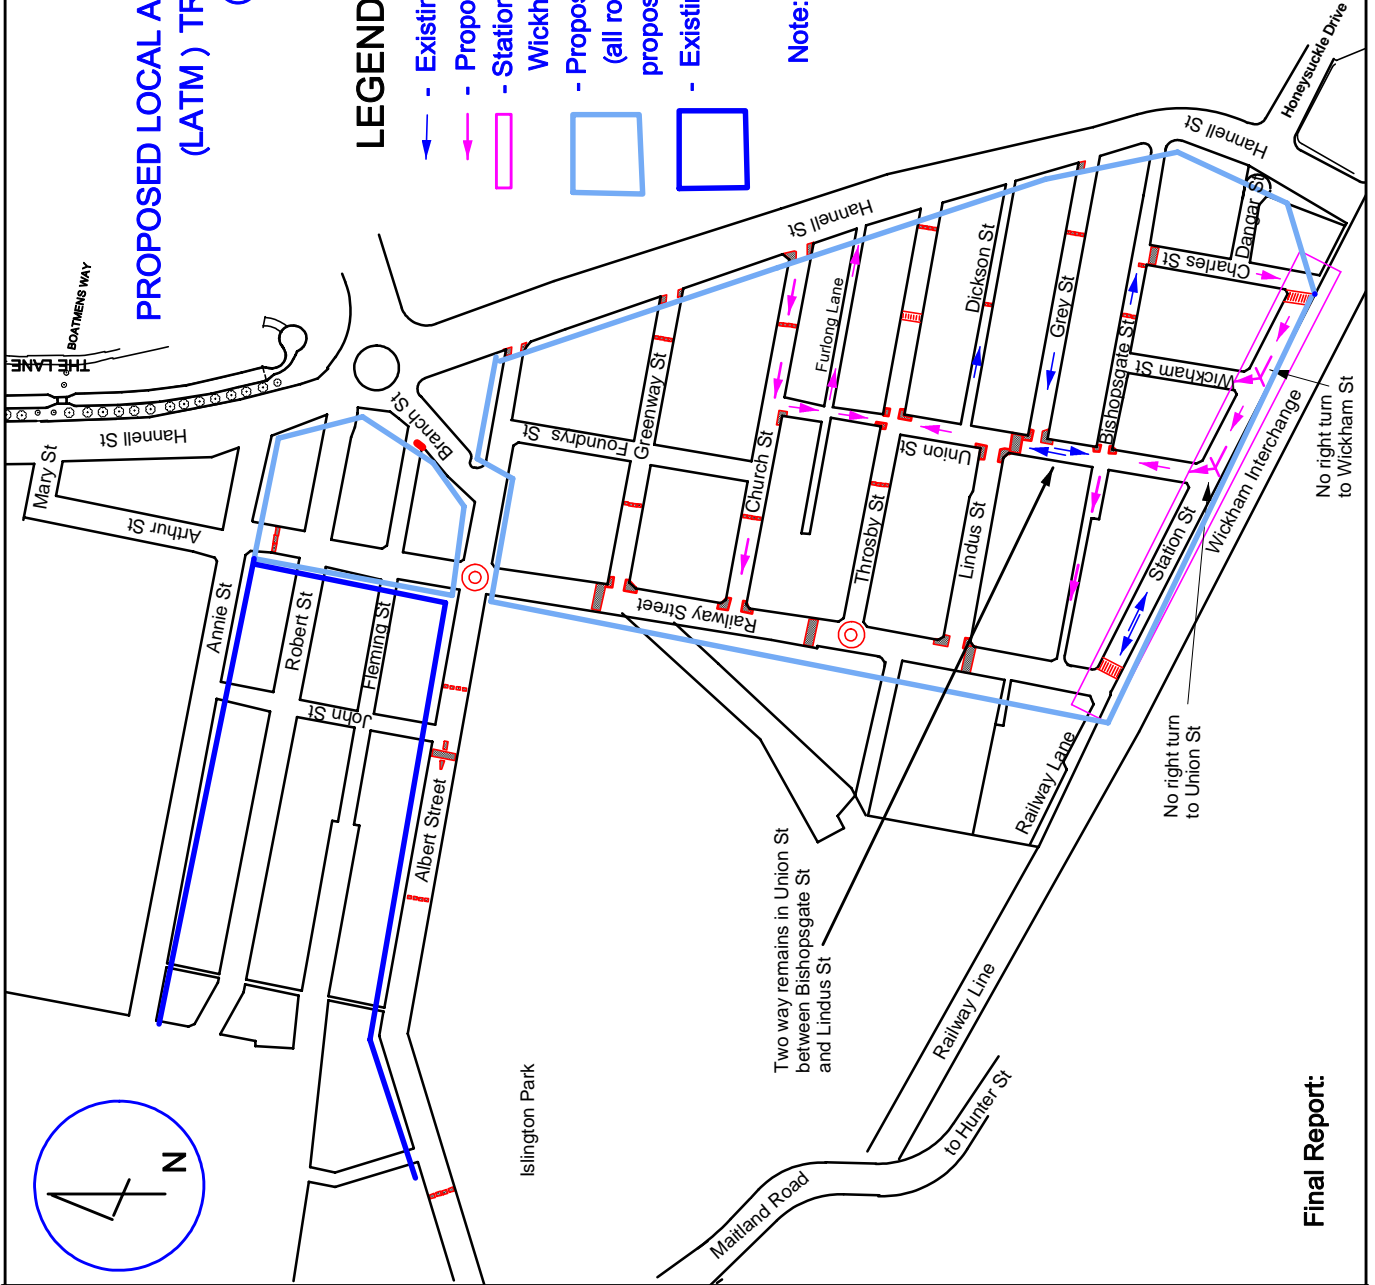 PROPOSED LOCAL A
(LATM ) TR
(
LEGEND
- Existin
- Propo
- Station
Wickh
- Propos
(all ro
propos
- Existin
Note:
THE LANE
BOATMENS WAY
Honeysuckle Drive
Hannell St
Hannell St
Hannell St
Mary St
Arthur St
Branch St
Annie St
Robert St
Fleming St
John St
Albert Street
Foundrys St
Greenway St
Church St
Furlong Lane
Railway Street
Throsby St
Union St
Dickson St
Lindus St
Grey St
Bishopsgate St
Charles St
Dangar St
Wickham St
Station St
Wickham Interchange
Railway Lane
Railway Line
No right turn
to Wickham St
No right turn
to Union St
Two way remains in Union St
between Bishopsgate St
and Lindus St
Islington Park
Maitland Road
to Hunter St
N
Final Report: